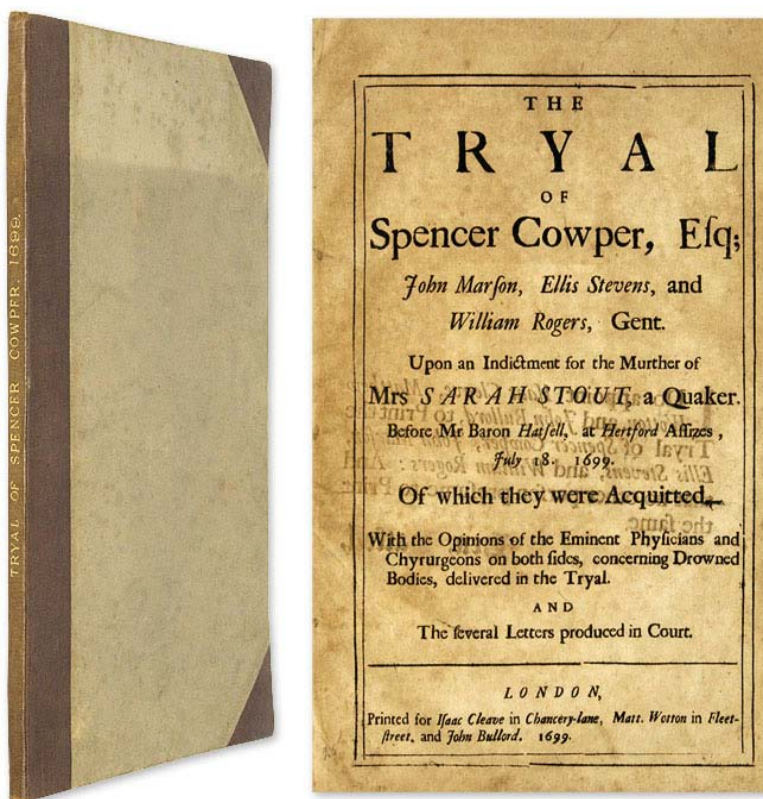 TRYAL OF SPENCER COWPER. 1699.
THE
TRYAL
OF
Spencer Cowper, Eſq;
John Marſon, Ellis Stevens, and
William Rogers, Gent.
Upon an Indictment for the Murther of
Mrs SARAH STOUT, a Quaker.
Before Mr Baron Hatſell, at Hertford Aſſizes,
July 18. 1699.
Of which they were Acquitted.
With the Opinions of the Eminent Phyſicians and
Chyrurgeons on both ſides, concerning Drowned
Bodies, delivered in the Tryal.
AND
The ſeveral Letters produced in Court.
LONDON,
Printed for Iſaac Cleave in Chancery-lane, Matt. Wotton in Fleet-
ſtreet, and John Bullord. 1699.